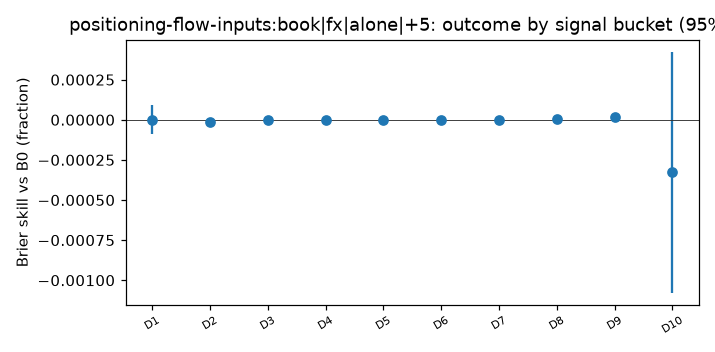 positioning-flow-inputs:book|fx|alone|+5: outcome by signal bucket (95%
Brier skill vs B0 (fraction)
0.00025
0.00000
−0.00025
−0.00050
−0.00075
−0.00100
D1
D2
D3
D4
D5
D6
D7
D8
D9
D10